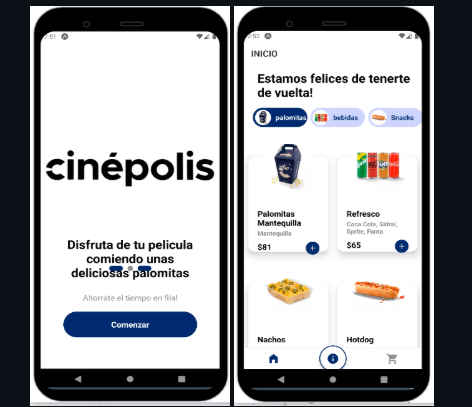 2:51
cinépolis
Disfruta de tu pelicula
comiendo unas
deliciosas palomitas
Ahorrate el tiempo en fila!
Comenzar
2:52
INICIO
Estamos felices de tenerte
de vuelta!
palomitas
bebidas
Snacks
Palomitas
Mantequilla
Mantequilla
$81
Refresco
Coca Cola, Sidral,
Sprite, Fanta
$65
Nachos
Hotdog